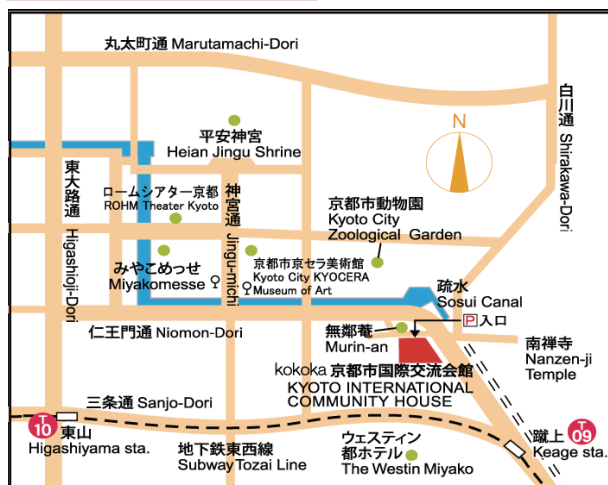 丸太町通 Marutamachi-Dori
白川通 Shirakawa-Dori
N
平安神宮
Heian Jingu Shrine
東大路通 Higashioji-Dori
ロームシアター京都
ROHM Theater Kyoto
神宮通 Jingu-michi
京都市動物園
Kyoto City
Zoological Garden
みやこめっせ
Miyakomesse
京都市京セラ美術館
Kyoto City KYOCERA
Museum of Art
疏水
Sosui Canal
P入口
仁王門通 Niomon-Dori
無鄰菴
Murin-an
南禅寺
Nanzen-ji
Temple
kokoka 京都市国際交流会館
KYOTO INTERNATIONAL
COMMUNITY HOUSE
三条通 Sanjo-Dori
T
10
東山
Higashiyama sta.
地下鉄東西線
Subway Tozai Line
ウェスティン
都ホテル
The Westin Miyako
蹴上
Keage sta.
T
09